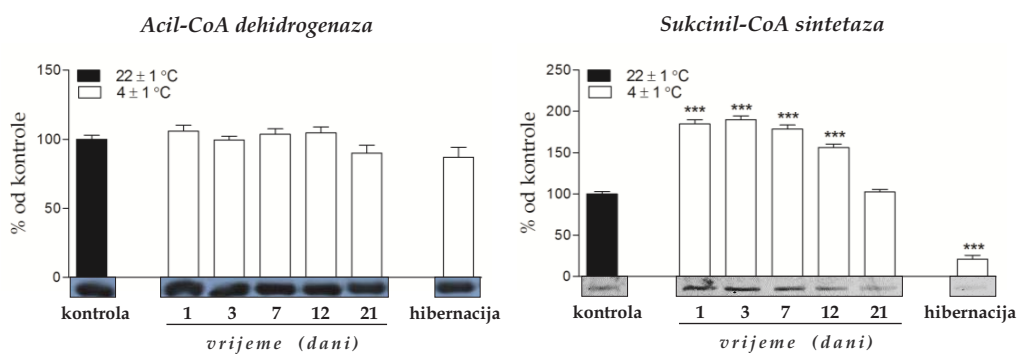 Acil-CoA dehidrogenaza
% od kontrole
150
100
50
0
22 ± 1 °C
4 ± 1 °C
kontrola
1 3 7 12 21
hibernacija
vrijeme (dani)
Sukcinil-CoA sintetaza
% od kontrole
250
200
150
100
50
0
22 ± 1 °C
4 ± 1 °C
*** *** *** *** ***
kontrola
1 3 7 12 21
hibernacija
vrijeme (dani)